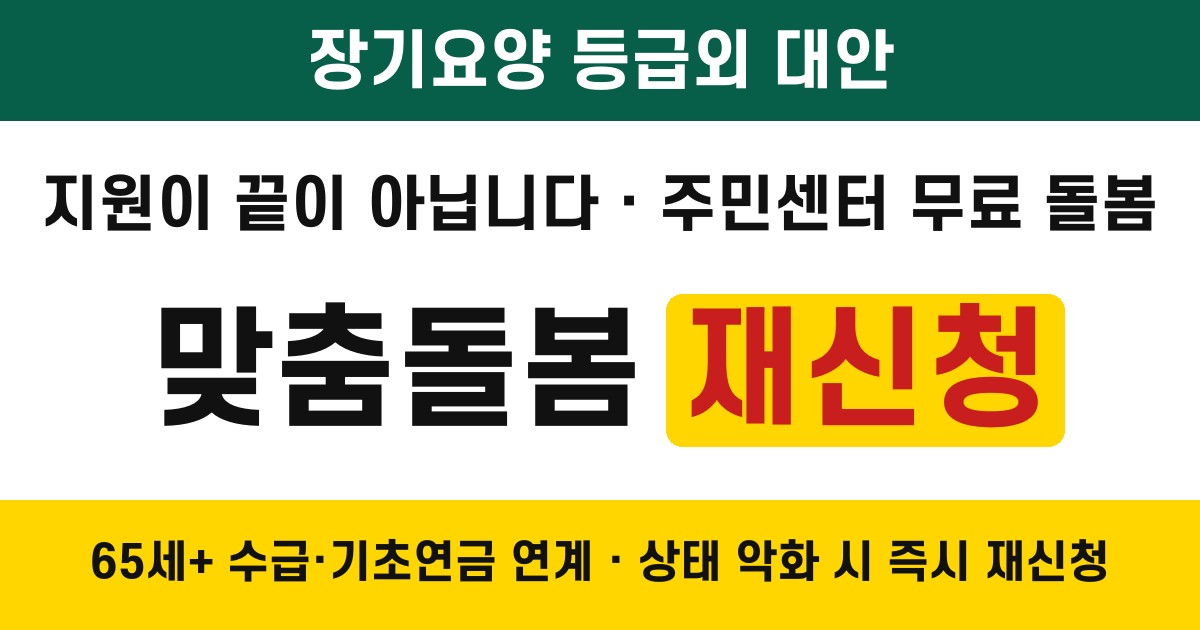 장기요양 등급외 대안
지원이 끝이 아닙니다 · 주민센터 무료 돌봄
맞춤돌봄 재신청
65세+ 수급·기초연금 연계 · 상태 악화 시 즉시 재신청